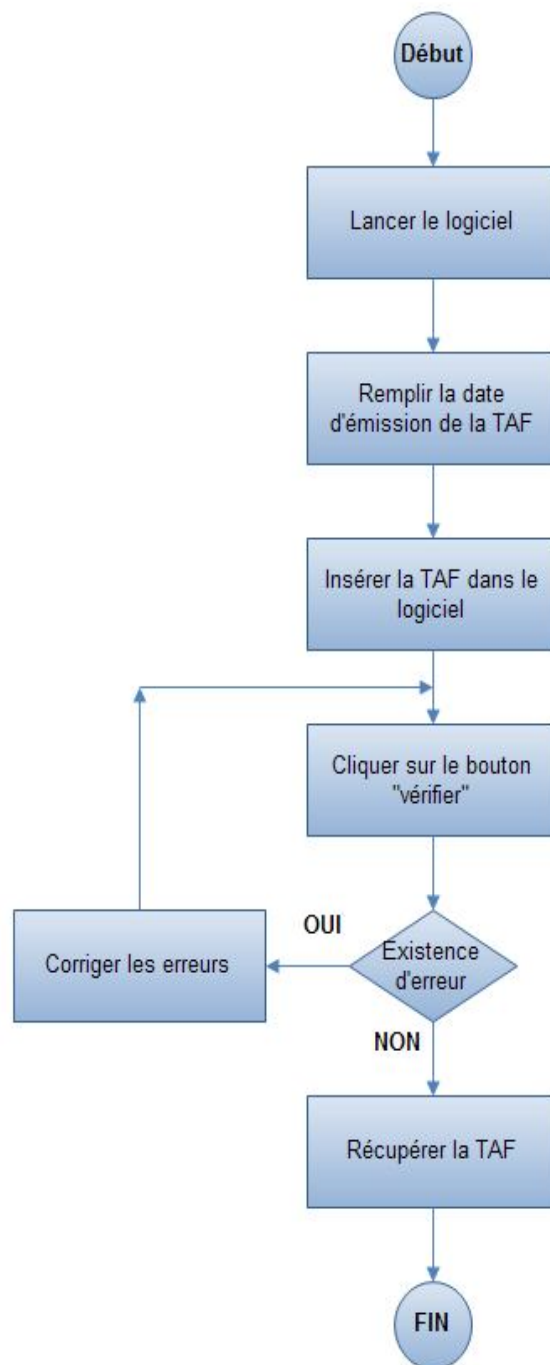 Début
Lancer le logiciel
Remplir la date
d'émission de la TAF
Insérer la TAF dans le
logiciel
Cliquer sur le bouton
"vérifier"
OUI
Existence
d'erreur
Corriger les erreurs
NON
Récupérer la TAF
FIN